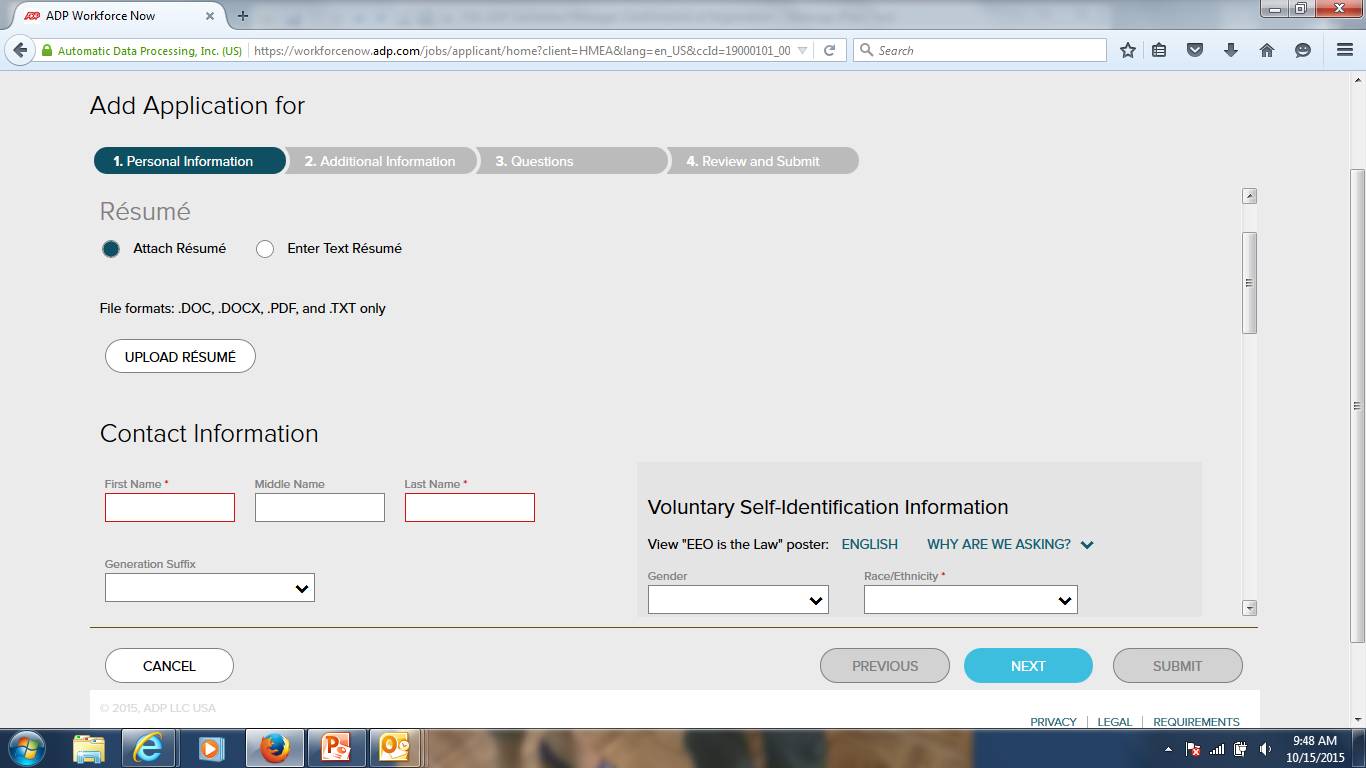 ADP Workforce Now
Automatic Data Processing, Inc. (US)
https://workforcenow.adp.com/jobs/applicant/home?client=HMEA&lang=en_US&ccId=19000101_00
Search
Add Application for
1. Personal Information
2. Additional Information
3. Questions
4. Review and Submit
Résumé
Attach Résumé
Enter Text Résumé
File formats: .DOC, .DOCX, .PDF, and .TXT only
UPLOAD RÉSUMÉ
Contact Information
First Name *
Middle Name
Last Name *
Generation Suffix
Voluntary Self-Identification Information
View "EEO is the Law" poster: ENGLISH WHY ARE WE ASKING?
Gender
Race/Ethnicity *
CANCEL
PREVIOUS
NEXT
SUBMIT
© 2015, ADP LLC USA
PRIVACY | LEGAL | REQUIREMENTS
9:48 AM
10/15/2015